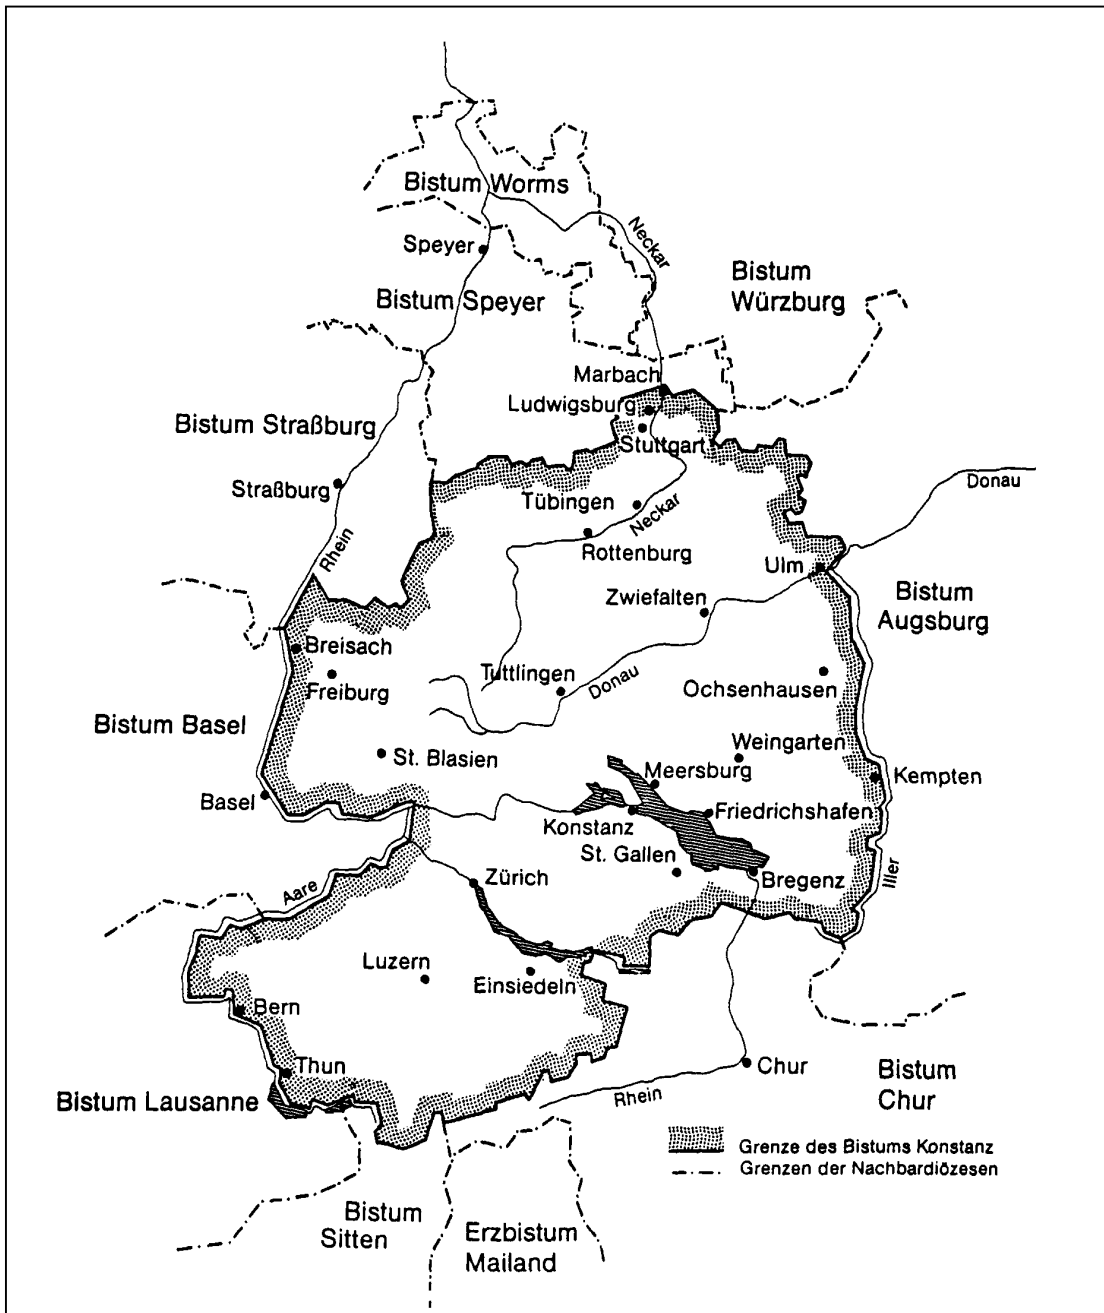 Bistum Worms
Neckar
Speyer
Bistum
Würzburg
Bistum Speyer
Marbach
Ludwigsburg
Bistum Straßburg
Stuttgart
Straßburg
Donau
Tübingen
Neckar
Rhein
Rottenburg
Ulm
Bistum
Augsburg
Zwiefalten
Breisach
Tuttlingen
Donau
Ochsenhausen
Freiburg
Bistum Basel
Weingarten
St. Blasien
Meersburg
Kempten
Basel
Friedrichshafen
Konstanz
St. Gallen
Iller
Zürich
Bregenz
Aare
Luzern
Einsiedeln
Bern
Thun
Chur
Bistum
Chur
Rhein
Bistum Lausanne
Grenze des Bistums Konstanz
Grenzen der Nachbardiözesen
Bistum
Sitten
Erzbistum
Mailand